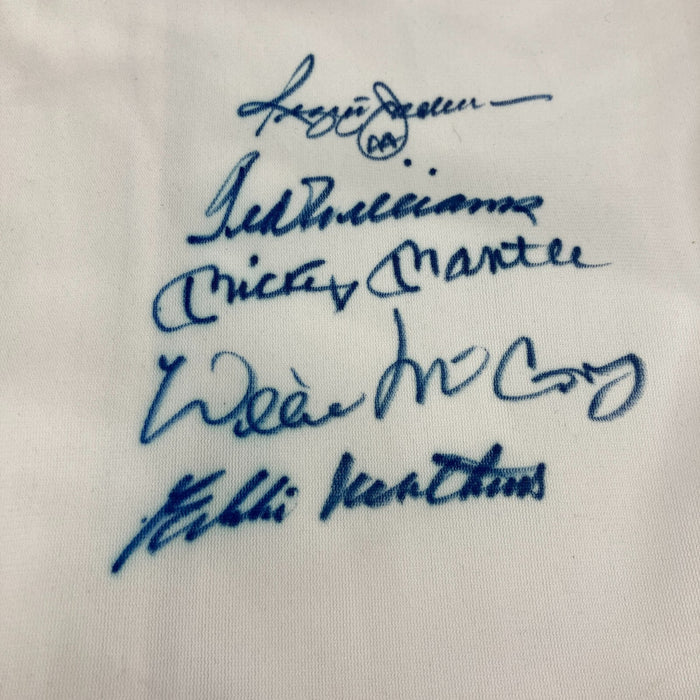 Reggie Jackson
Ted Williams
Mickey Mantle
Willie McCovey
Eddie Mathews